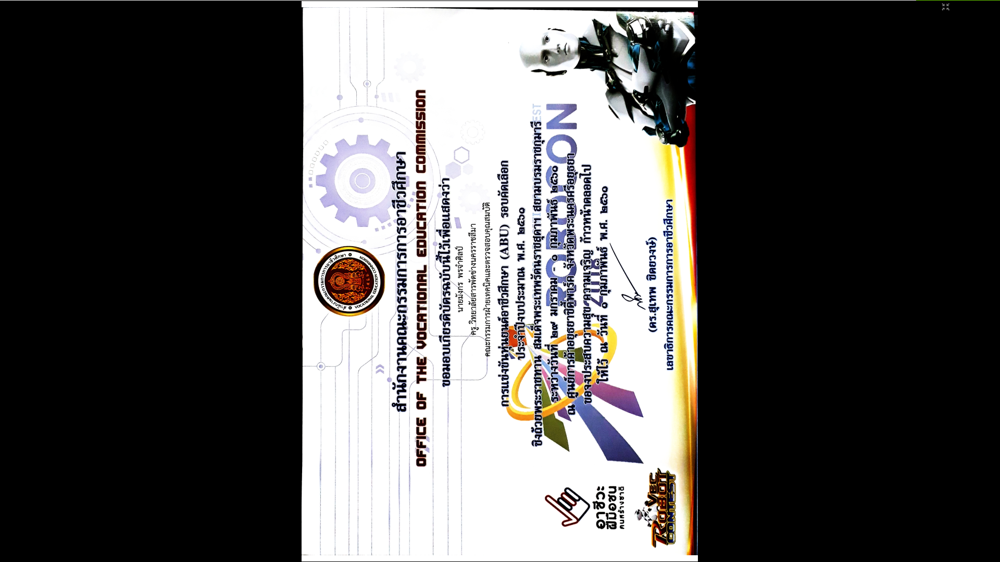 สำนักงานคณะกรรมการการอาชีวศึกษา • VOCATIONAL EDUCATION COMMISSION
สำนักงานคณะกรรมการการอาชีวศึกษา
OFFICE OF THE VOCATIONAL EDUCATION COMMISSION
ขอมอบเกียรติบัตรฉบับนี้ไว้เพื่อแสดงว่า
นายมังกร พรจำศิลป์
ครู วิทยาลัยสารพัดช่างนครราชสีมา
คณะกรรมการฝ่ายเทคนิคและตรวจสอบคุณสมบัติ
การแข่งขันหุ่นยนต์อาชีวศึกษา (ABU) รอบคัดเลือก
ประจำปีงบประมาณ พ.ศ. ๒๕๖๑
ชิงถ้วยพระราชทาน สมเด็จพระเทพรัตนราชสุดาฯ สยามบรมราชกุมารี
ระหว่างวันที่ ๒๙ มกราคม - ๑ กุมภาพันธ์ ๒๕๖๑
ณ ศูนย์การค้าอยุธยาซิตี้พาร์ค จังหวัดพระนครศรีอยุธยา
ขอจงประสบความสุข ความเจริญ ก้าวหน้าตลอดไป
ให้ไว้ ณ วันที่ ๑ กุมภาพันธ์ พ.ศ. ๒๕๖๑
(ดร.สุเทพ ชิตยวงษ์)
เลขาธิการคณะกรรมการการอาชีวศึกษา
อาชีวะ
ฝีมือชน
คนสร้างชาติ
VEC
ROBOT
CONTEST